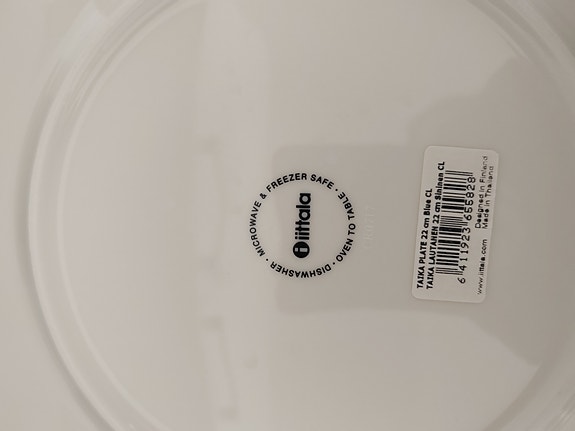 · MICROWAVE & FREEZER SAFE · OVEN TO TABLE · DISHWASHER
i iittala
TAIKA PLATE 22 cm Blue CL
TAIKA LAUTANEN 22 cm Sininen CL
6 411923 655828
www.iittala.com
Designed in Finland
Made in Thailand